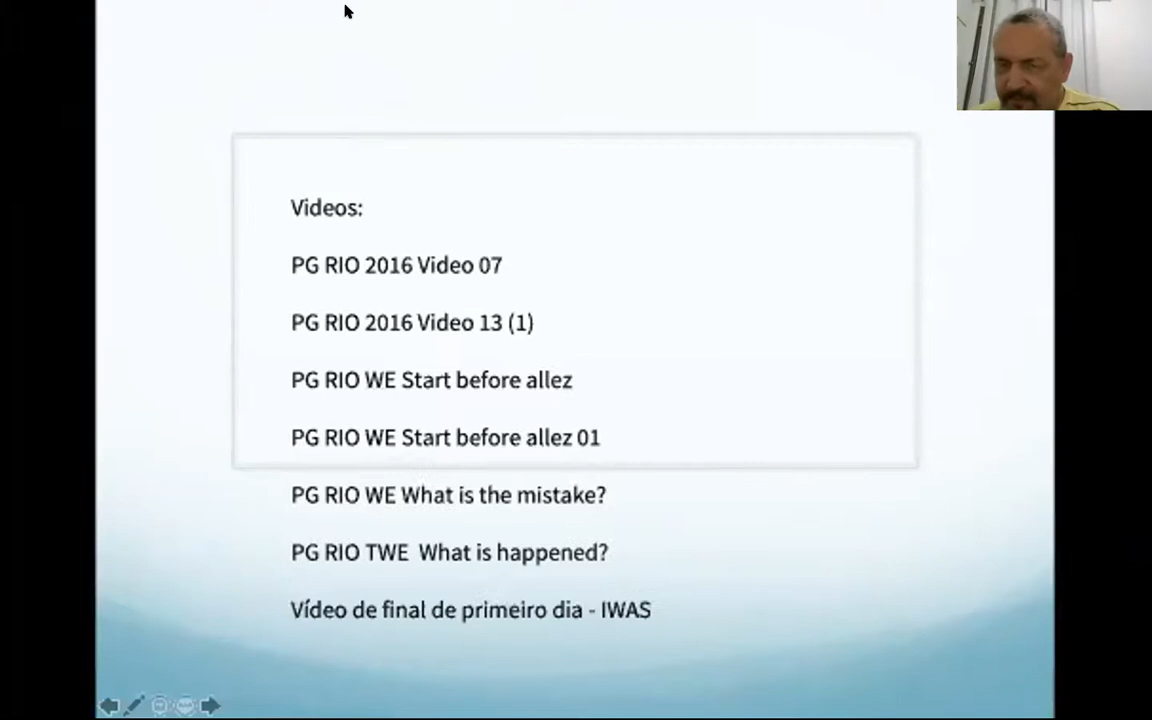 Videos:
PG RIO 2016 Video 07
PG RIO 2016 Video 13 (1)
PG RIO WE Start before allez
PG RIO WE Start before allez 01
PG RIO WE What is the mistake?
PG RIO TWE What is happened?
Vídeo de final de primeiro dia - IWAS